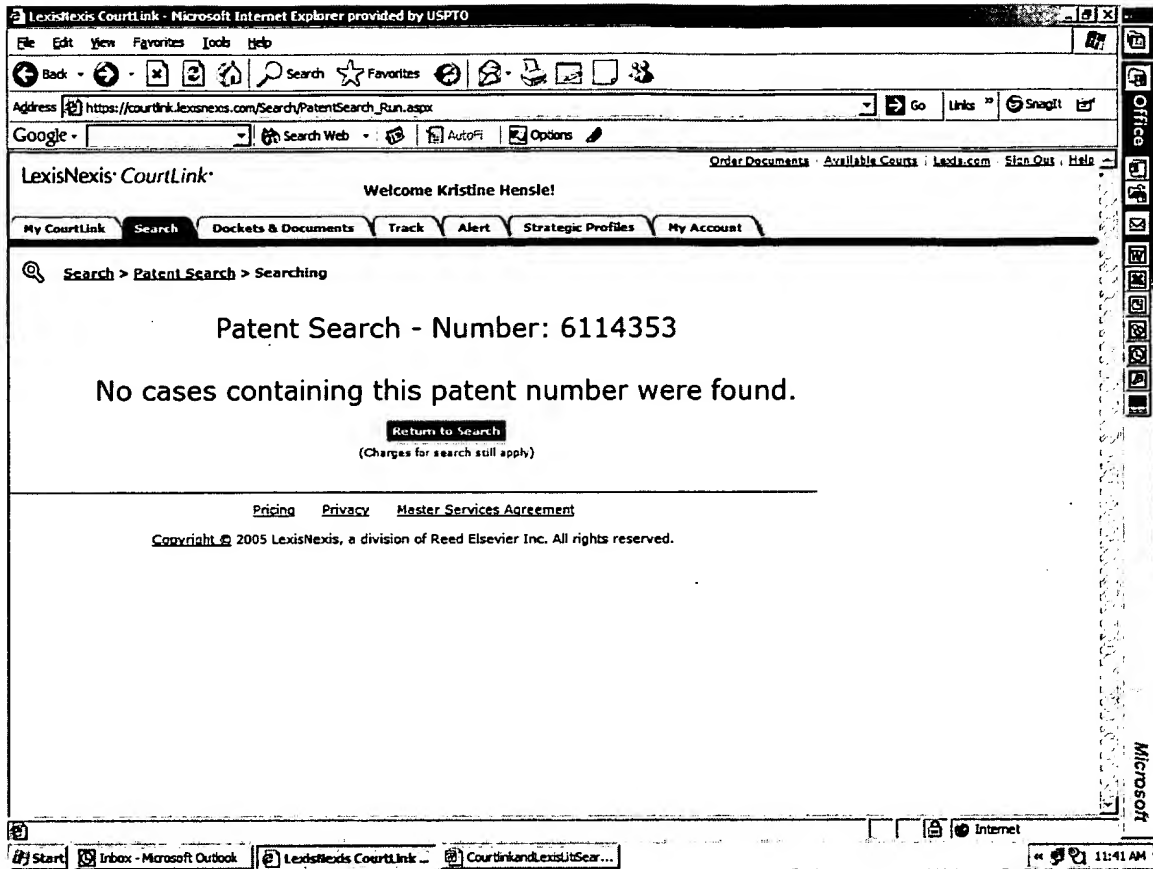 LexisNexis CourtLink - Microsoft Internet Explorer provided by USPTO
File Edit View Favorites Tools Help
Back Search Favorites
Address https://courtlink.lexisnexis.com/Search/PatentSearch_Run.aspx Go Links » SnagIt
Google - Search Web AutoFi Options
Order Documents Available Courts Lexis.com Sign Out Help
LexisNexis CourtLink
Welcome Kristine Hensle!
My CourtLink Search Dockets & Documents Track Alert Strategic Profiles My Account
Search > Patent Search > Searching
Patent Search - Number: 6114353
No cases containing this patent number were found.
Return to Search
(Charges for search still apply)
Pricing Privacy Master Services Agreement
Copyright © 2005 LexisNexis, a division of Reed Elsevier Inc. All rights reserved.
Internet
Start Inbox - Microsoft Outlook LexisNexis CourtLink ... CourtlinkandLexisLitSear... « 11:41 AM
Office
Microsoft